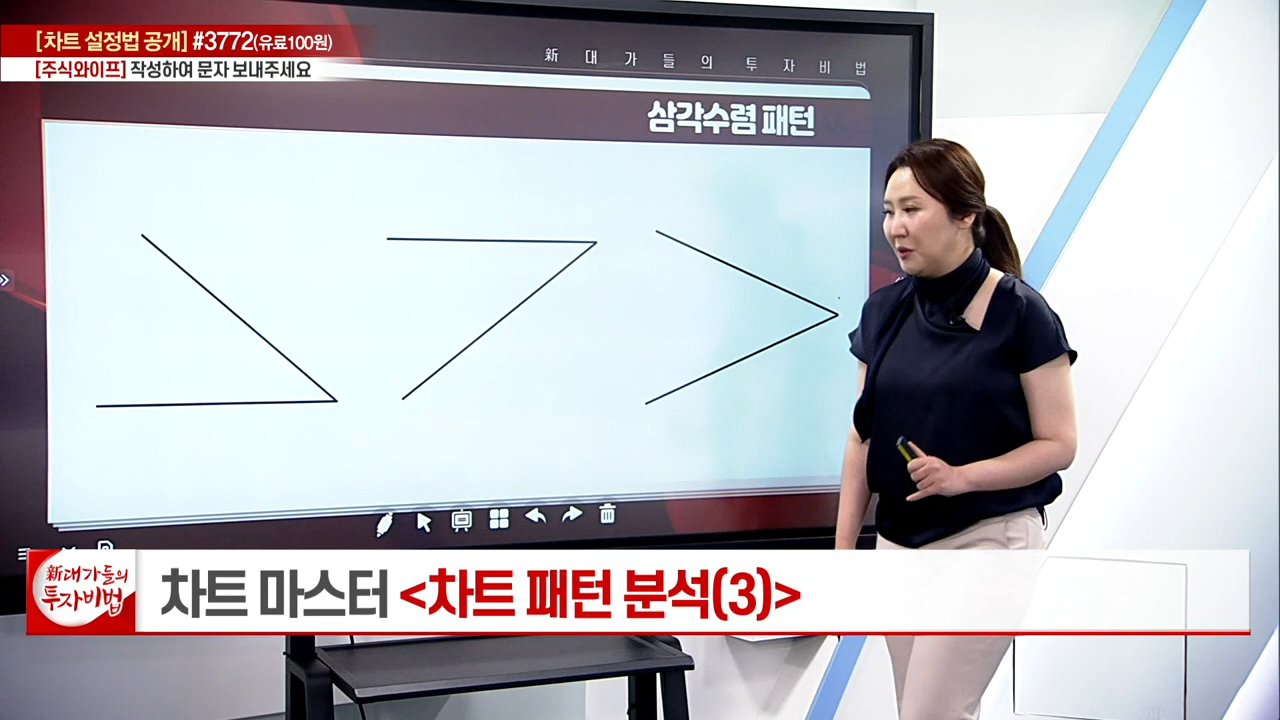 [차트 설정법 공개] #3772(유료100원)
[주식와이프] 작성하여 문자 보내주세요
新 대 가 들 의 투 자 비 법
삼각수렴 패턴
新대가들의
투자비법
차트 마스터 <차트 패턴 분석(3)>